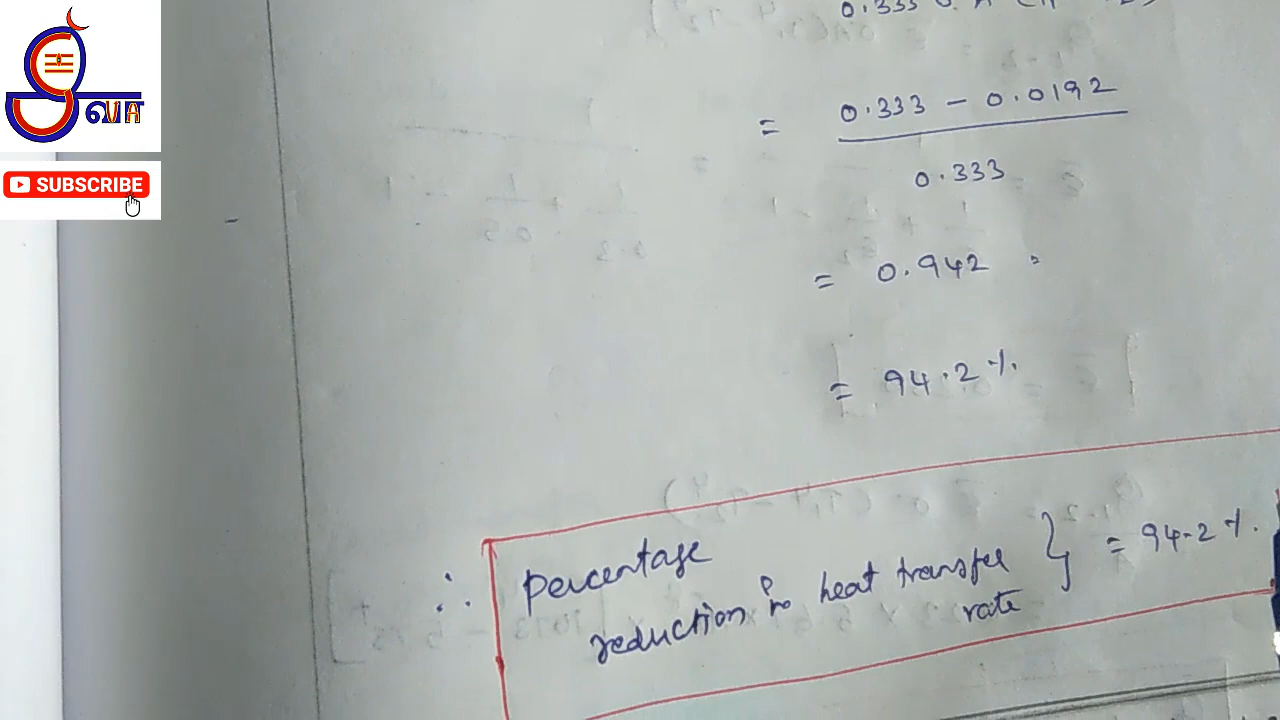 வா
SUBSCRIBE
0.333 - 0.0192
=
0.333
= 0.942
= 94.2 %.
∴ Percentage
reduction in heat transfer } = 94.2 %.
rate